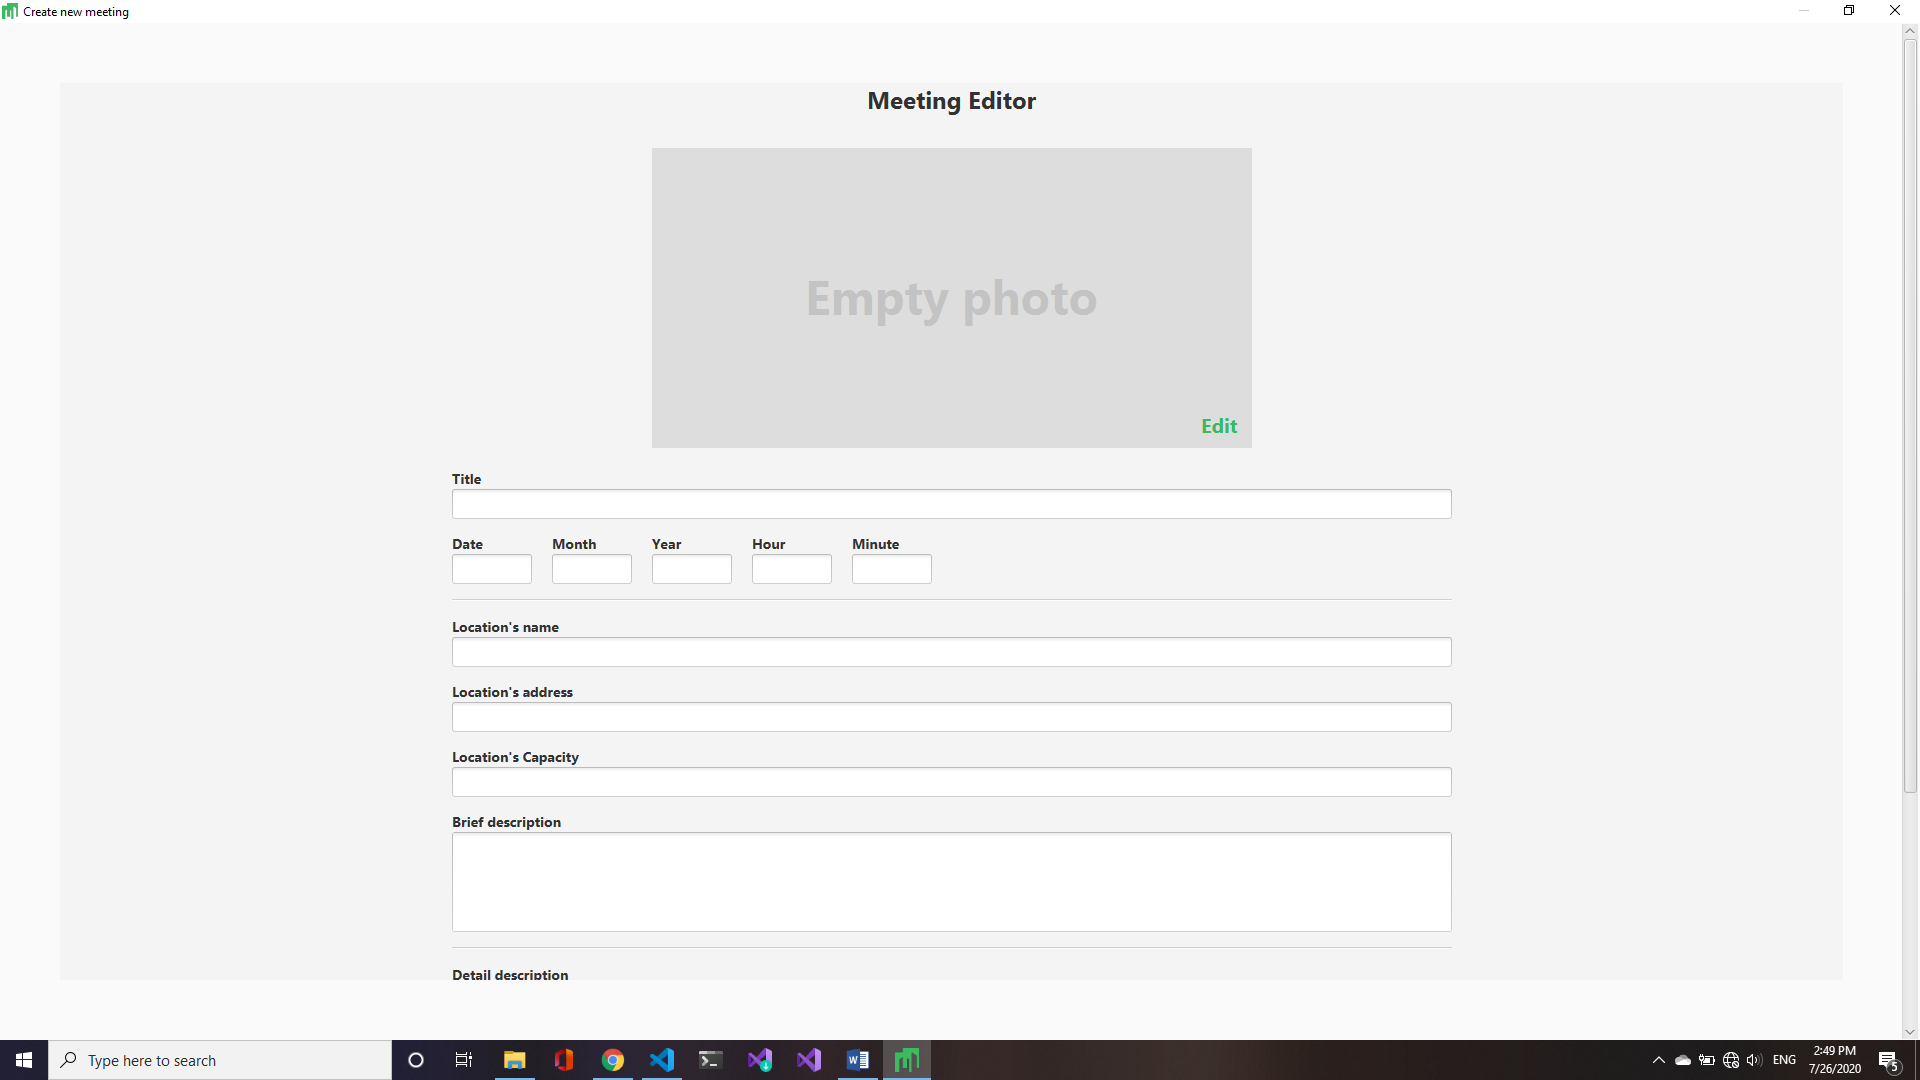 Create new meeting
Meeting Editor
Empty photo
Edit
Title
Date Month Year Hour Minute
Location's name
Location's address
Location's Capacity
Brief description
Detail description
Type here to search
ENG
2:49 PM
7/26/2020
5